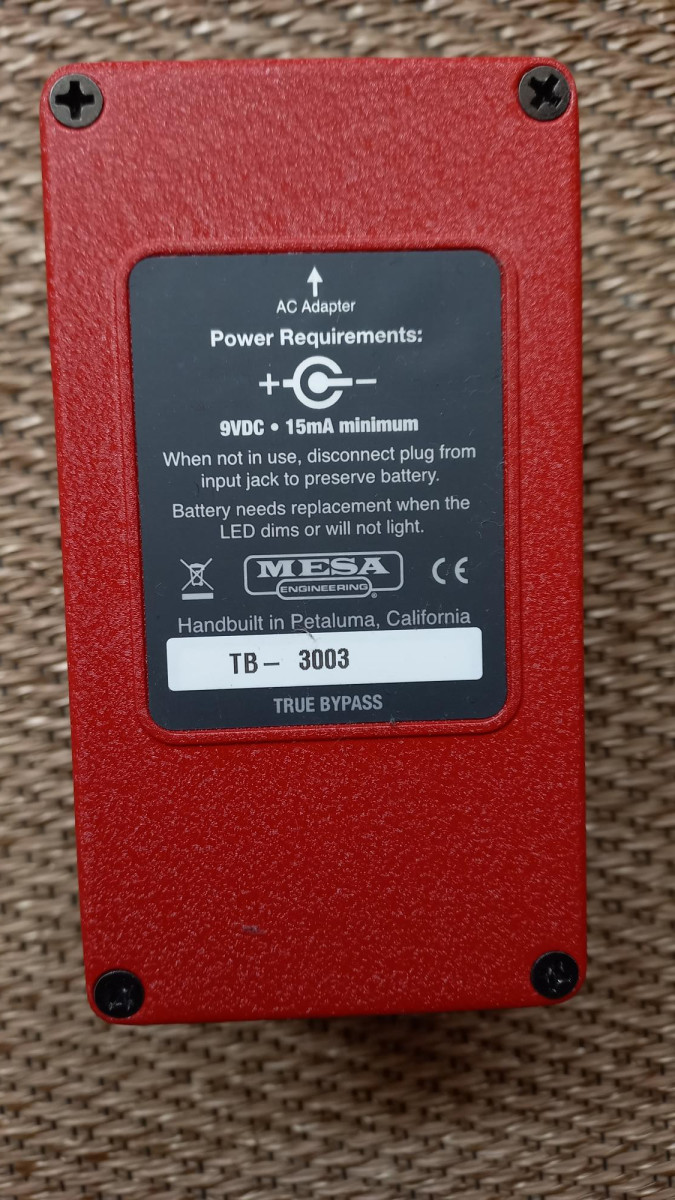 AC Adapter
Power Requirements:
+ −
9VDC • 15mA minimum
When not in use, disconnect plug from
input jack to preserve battery.
Battery needs replacement when the
LED dims or will not light.
MESA
ENGINEERING®
CE
Handbuilt in Petaluma, California
TB – 3003
TRUE BYPASS